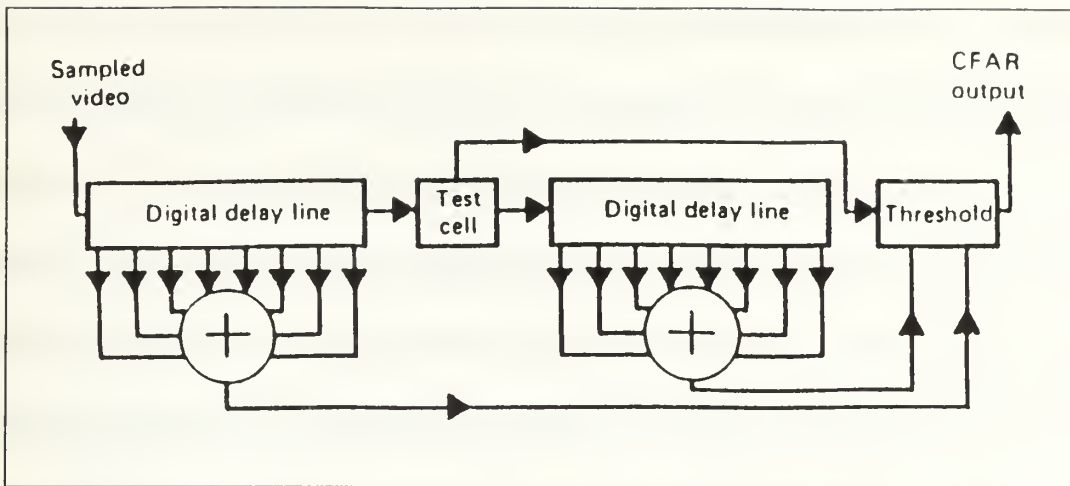 Sampled
video
CFAR
output
Digital delay line
Test
cell
Digital delay line
Threshold
+
+